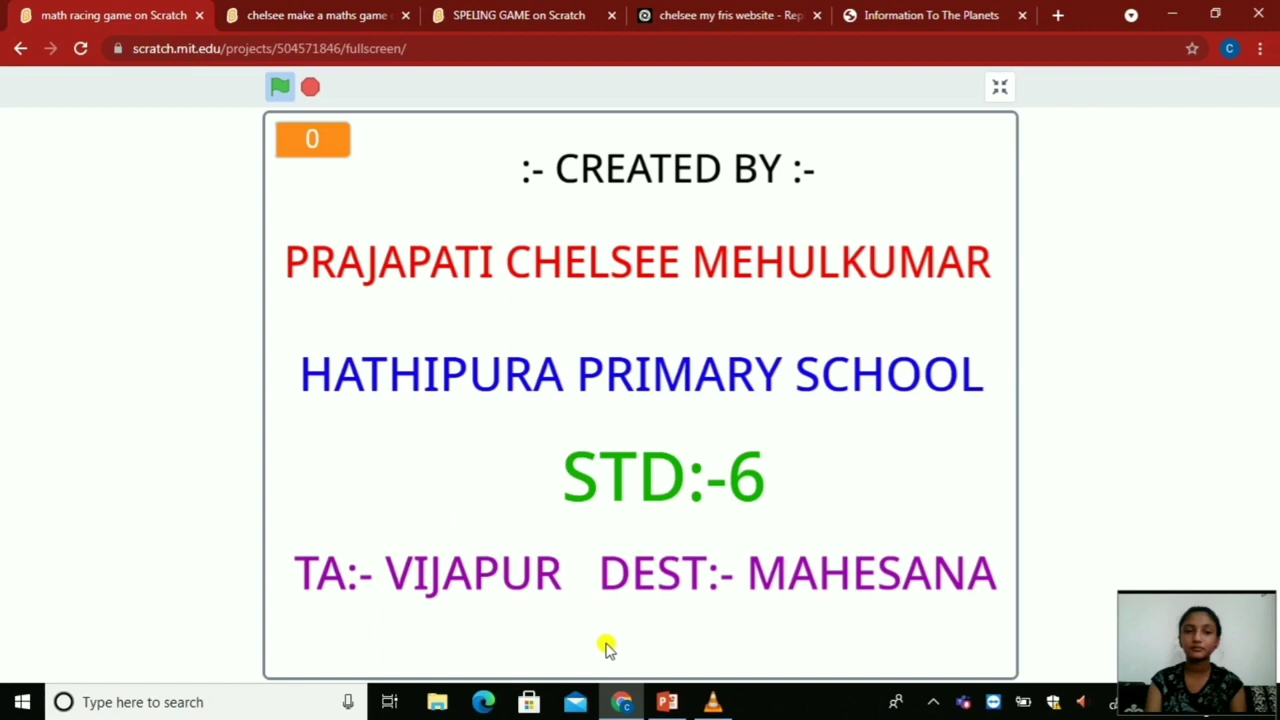 math racing game on Scratch
chelsee make a maths game
SPELING GAME on Scratch
chelsee my fris website - Rep
Information To The Planets
scratch.mit.edu/projects/504571846/fullscreen/
C
0
:- CREATED BY :-
PRAJAPATI CHELSEE MEHULKUMAR
HATHIPURA PRIMARY SCHOOL
STD:-6
TA:- VIJAPUR DEST:- MAHESANA
Type here to search